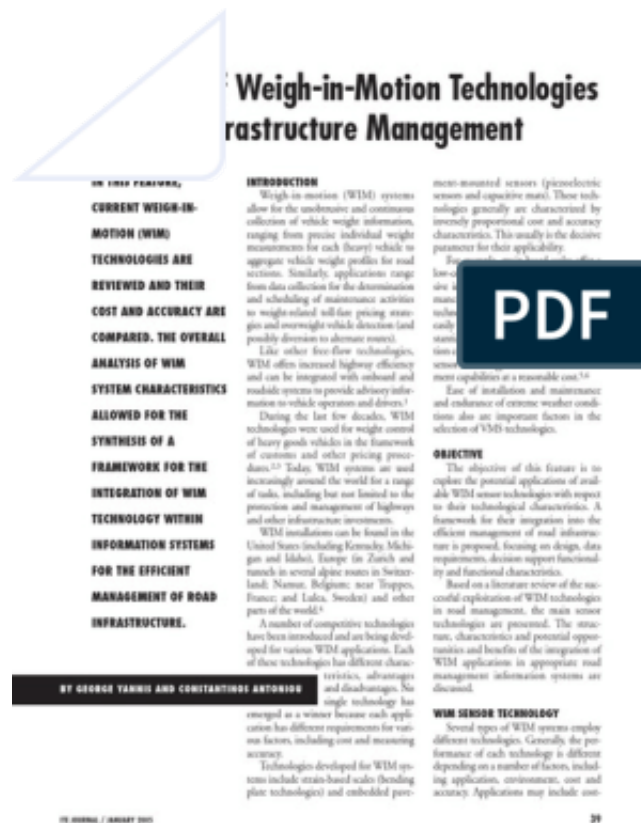 Weigh-in-Motion Technologies
rastructure Management
IN THIS FEATURE,
CURRENT WEIGH-IN-
MOTION (WIM)
TECHNOLOGIES ARE
REVIEWED AND THEIR
COST AND ACCURACY ARE
COMPARED. THE OVERALL
ANALYSIS OF WIM
SYSTEM CHARACTERISTICS
ALLOWED FOR THE
SYNTHESIS OF A
FRAMEWORK FOR THE
INTEGRATION OF WIM
TECHNOLOGY WITHIN
INFORMATION SYSTEMS
FOR THE EFFICIENT
MANAGEMENT OF ROAD
INFRASTRUCTURE.
BY GEORGE YANNIS AND CONSTANTINOS ANTONIOU
INTRODUCTION
Weigh-in-motion (WIM) systems
allow for the unobtrusive and continuous
collection of vehicle weight information,
ranging from precise individual weight
measurements for each (heavy) vehicle to
aggregate vehicle weight profiles for road
sections. Similarly, applications range
from data collection for the determination
and scheduling of maintenance activities
to weight-related toll-fare pricing strate-
gies and overweight vehicle detection (and
possibly diversion to alternate routes).
Like other free-flow technologies,
WIM offers increased highway efficiency
and can be integrated with onboard and
roadside systems to provide advisory infor-
mation to vehicle operators and drivers.¹
During the last few decades, WIM
technologies were used for weight control
of heavy goods vehicles in the framework
of customs and other pricing proce-
dures.²,³ Today, WIM systems are used
increasingly around the world for a range
of tasks, including but not limited to the
protection and management of highways
and other infrastructure investments.
WIM installations can be found in the
United States (including Kentucky, Michi-
gan and Idaho), Europe (in Zurich and
tunnels in several alpine routes in Switzer-
land; Namur, Belgium; near Trappes,
France; and Lulea, Sweden) and other
parts of the world.⁴
A number of competitive technologies
have been introduced and are being devel-
oped for various WIM applications. Each
of these technologies has different charac-
teristics, advantages
and disadvantages. No
single technology has
emerged as a winner because each appli-
cation has different requirements for vari-
ous factors, including cost and measuring
accuracy.
Technologies developed for WIM sys-
tems include strain-based scales (bending
plate technologies) and embedded pave-
ment-mounted sensors (piezoelectric
sensors and capacitive mats). These tech-
nologies generally are characterized by
inversely proportional cost and accuracy
characteristics. This usually is the decisive
parameter for their applicability.
low-c
sive i
manc
techn
easily
stanti
tion c
sensor
ment capabilities at a reasonable cost.⁵,⁶
Ease of installation and maintenance
and endurance of extreme weather condi-
tions also are important factors in the
selection of VMS technologies.
OBJECTIVE
The objective of this feature is to
explore the potential applications of avail-
able WIM sensor technologies with respect
to their technological characteristics. A
framework for their integration into the
efficient management of road infrastruc-
ture is proposed, focusing on design, data
requirements, decision support functional-
ity and functional characteristics.
Based on a literature review of the suc-
cessful exploitation of WIM technologies
in road management, the main sensor
technologies are presented. The struc-
ture, characteristics and potential oppor-
tunities and benefits of the integration of
WIM applications in appropriate road
management information systems are
discussed.
WIM SENSOR TECHNOLOGY
Several types of WIM systems employ
different technologies. Generally, the per-
formance of each technology is different
depending on a number of factors, includ-
ing application, environment, cost and
accuracy. Applications may include cost-
PDF
ITE JOURNAL / JANUARY 2005
39